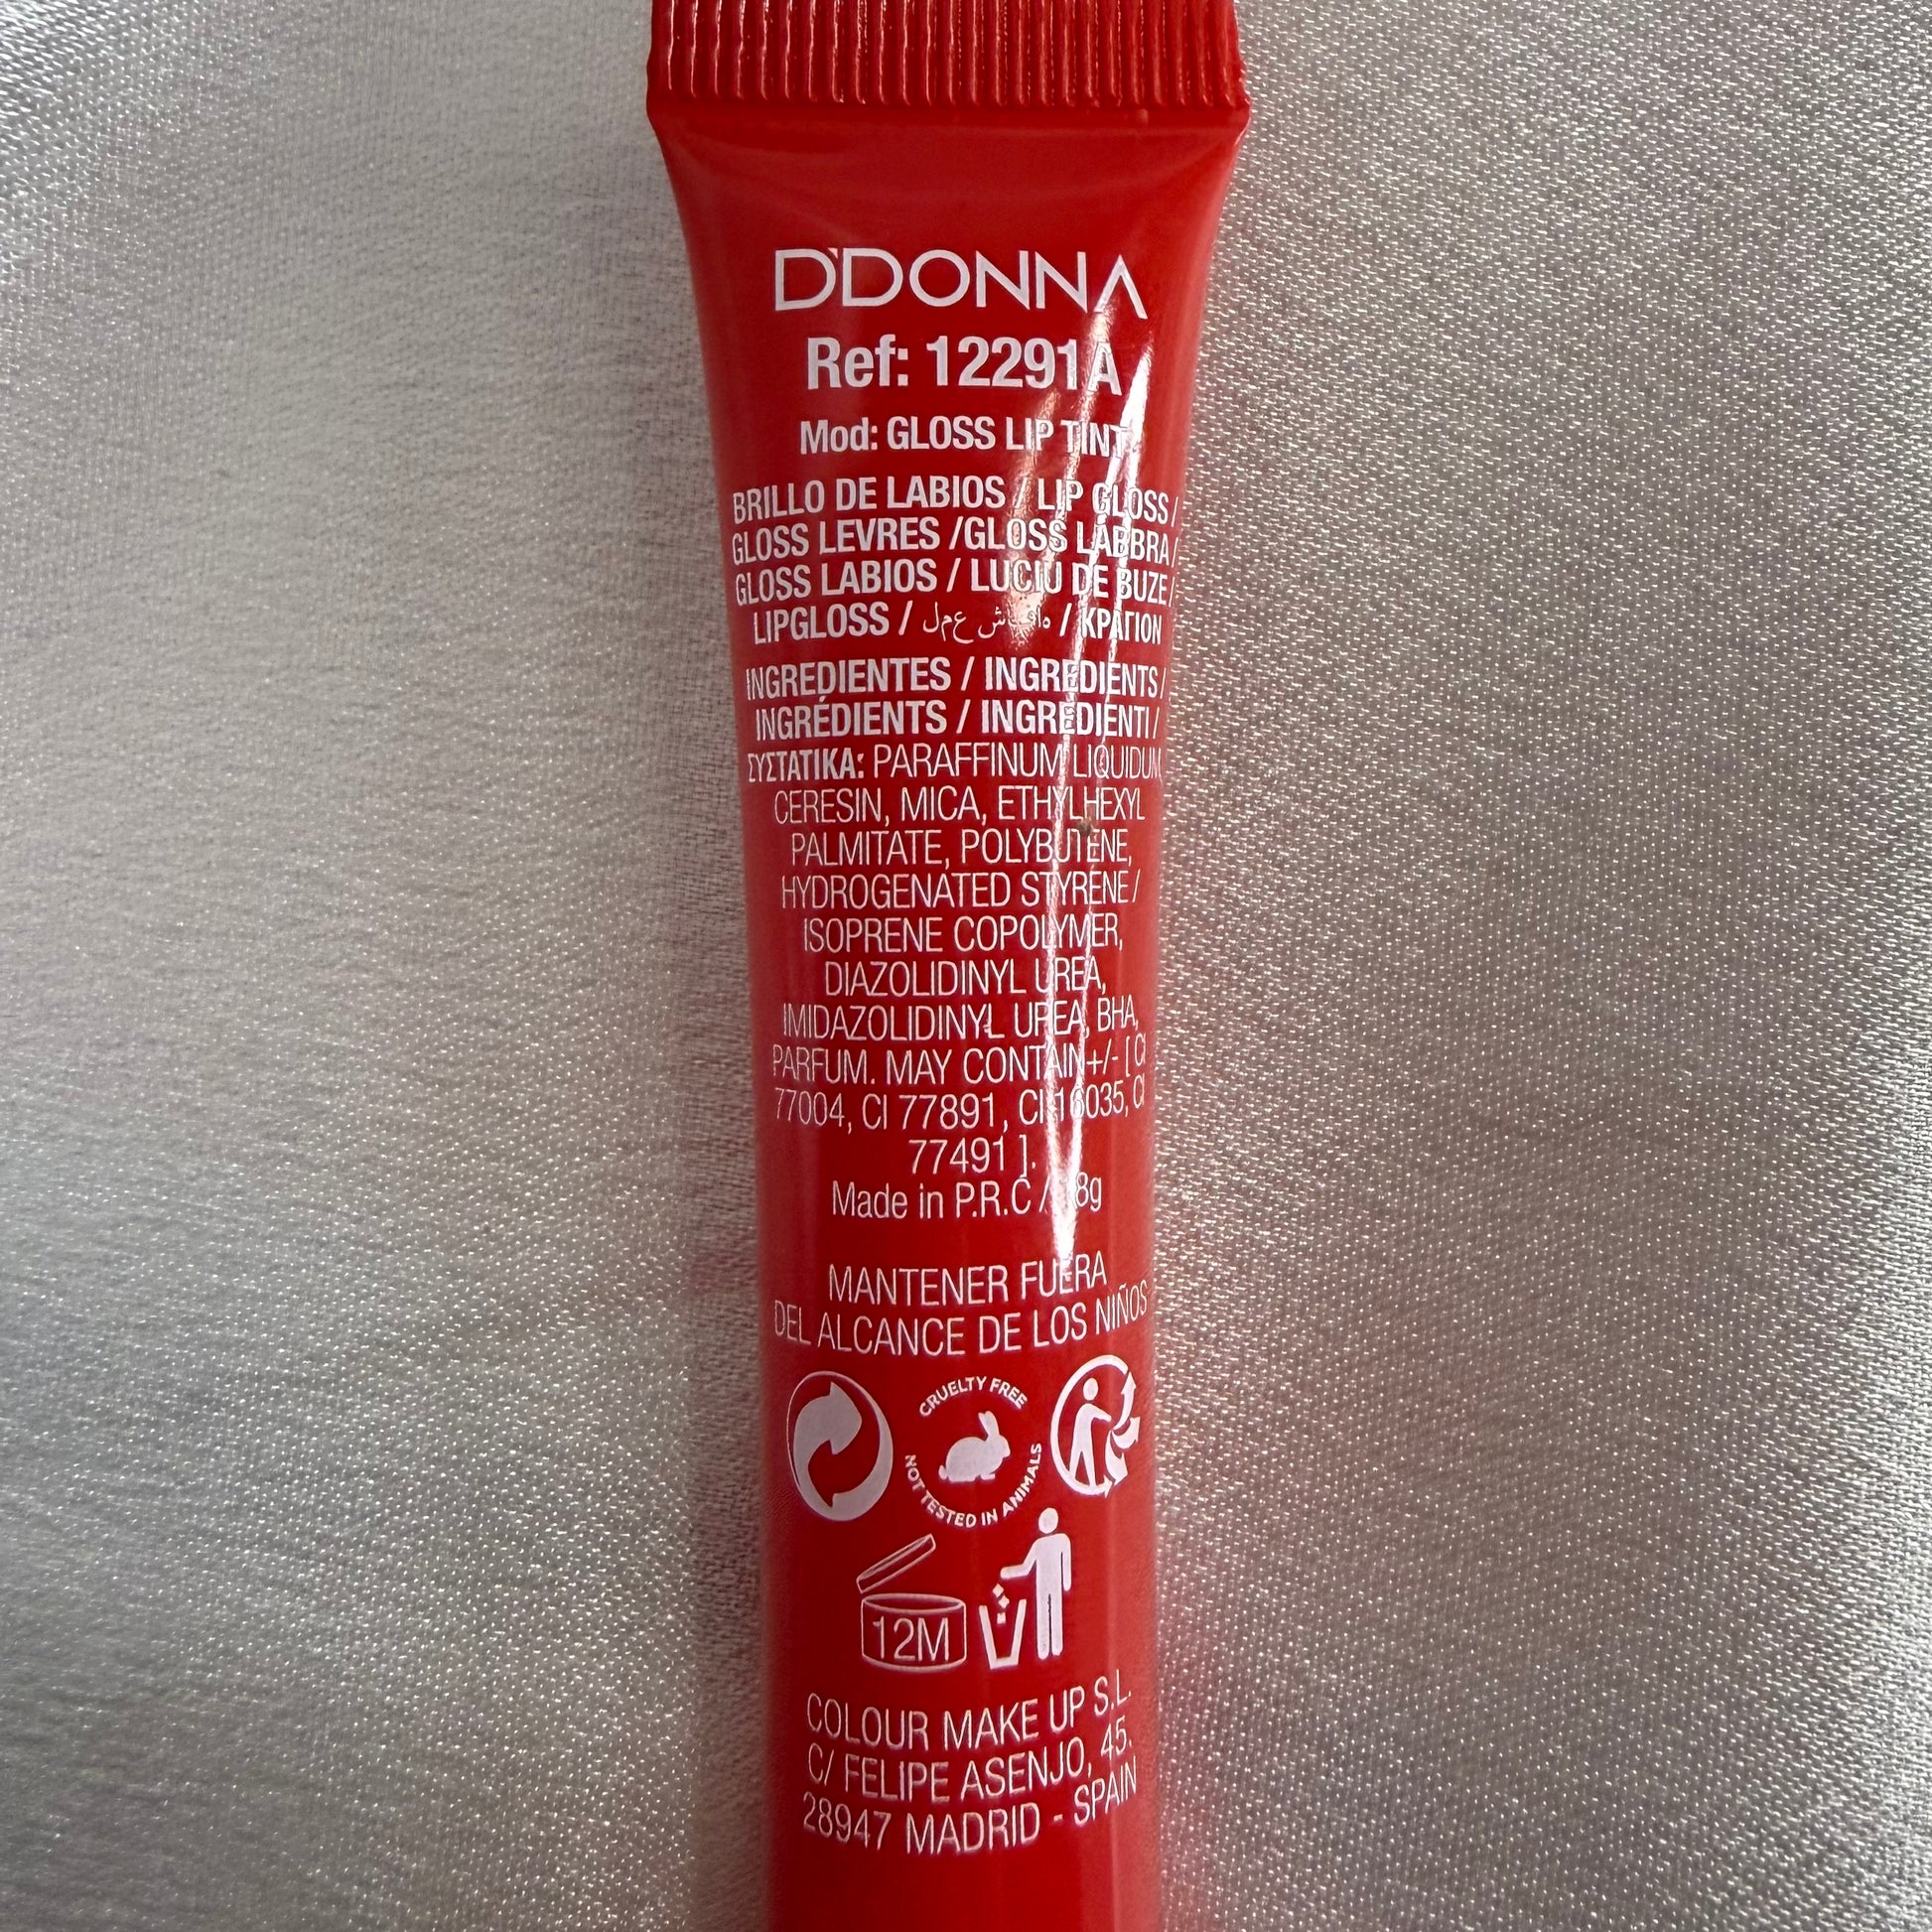 D'DONNA
Ref: 12291A
Mod: GLOSS LIP TINT
BRILLO DE LABIOS / LIP GLOSS /
GLOSS LEVRES /GLOSS LABBRA /
GLOSS LABIOS / LUCIU DE BUZE /
LIPGLOSS / / ΚΡΑΓΙΟΝ
INGREDIENTES / INGREDIENTS /
INGRÉDIENTS / INGREDIENTI /
ΣΥΣΤΑΤΙΚΑ: PARAFFINUM LIQUIDUM,
CERESIN, MICA, ETHYLHEXYL
PALMITATE, POLYBUTENE,
HYDROGENATED STYRENE /
ISOPRENE COPOLYMER,
DIAZOLIDINYL UREA,
IMIDAZOLIDINYL UREA, BHA,
PARFUM. MAY CONTAIN+/- [ CI
77004, CI 77891, CI 16035, CI
77491 ].
Made in P.R.C /
MANTENER FUERA
DEL ALCANCE DE LOS NIÑOS
CRUELTY FREE
NOT TESTED IN ANIMALS
12M
COLOUR MAKE UP S.L.
C/ FELIPE ASENJO, 45.
28947 MADRID - SPAIN